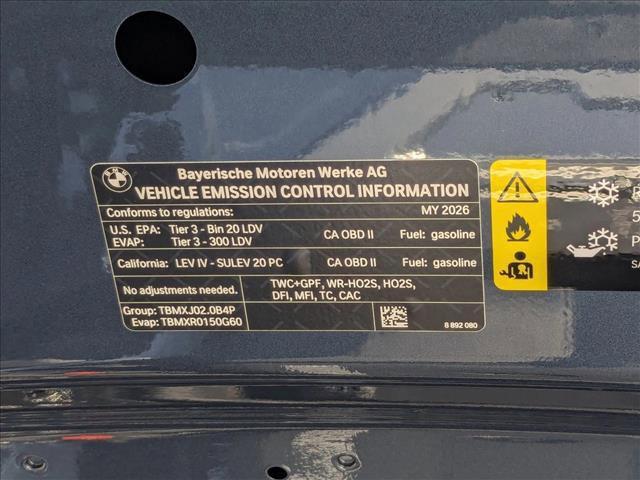 BMW
Bayerische Motoren Werke AG
VEHICLE EMISSION CONTROL INFORMATION
Conforms to regulations: MY 2026
U.S. EPA: Tier 3 - Bin 20 LDV CA OBD II Fuel: gasoline
EVAP: Tier 3 - 300 LDV
California: LEV IV - SULEV 20 PC CA OBD II Fuel: gasoline
No adjustments needed. TWC+GPF, WR-HO2S, HO2S,
DFI, MFI, TC, CAC
Group: TBMXJ02.0B4P
Evap: TBMXR0150G60
8 892 080
R
5
P
SA